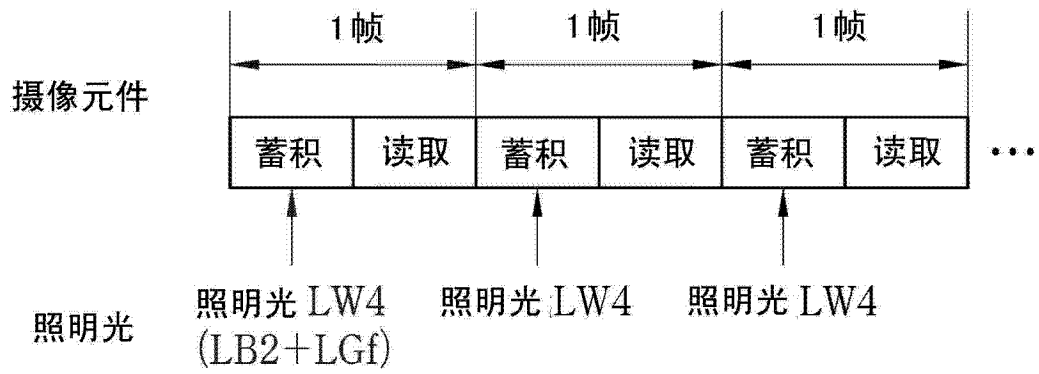 1帧 1帧 1帧
摄像元件
蓄积 读取 蓄积 读取 蓄积 读取 •••
照明光 LW4 照明光 LW4 照明光 LW4
照明光
(LB2+LGf)